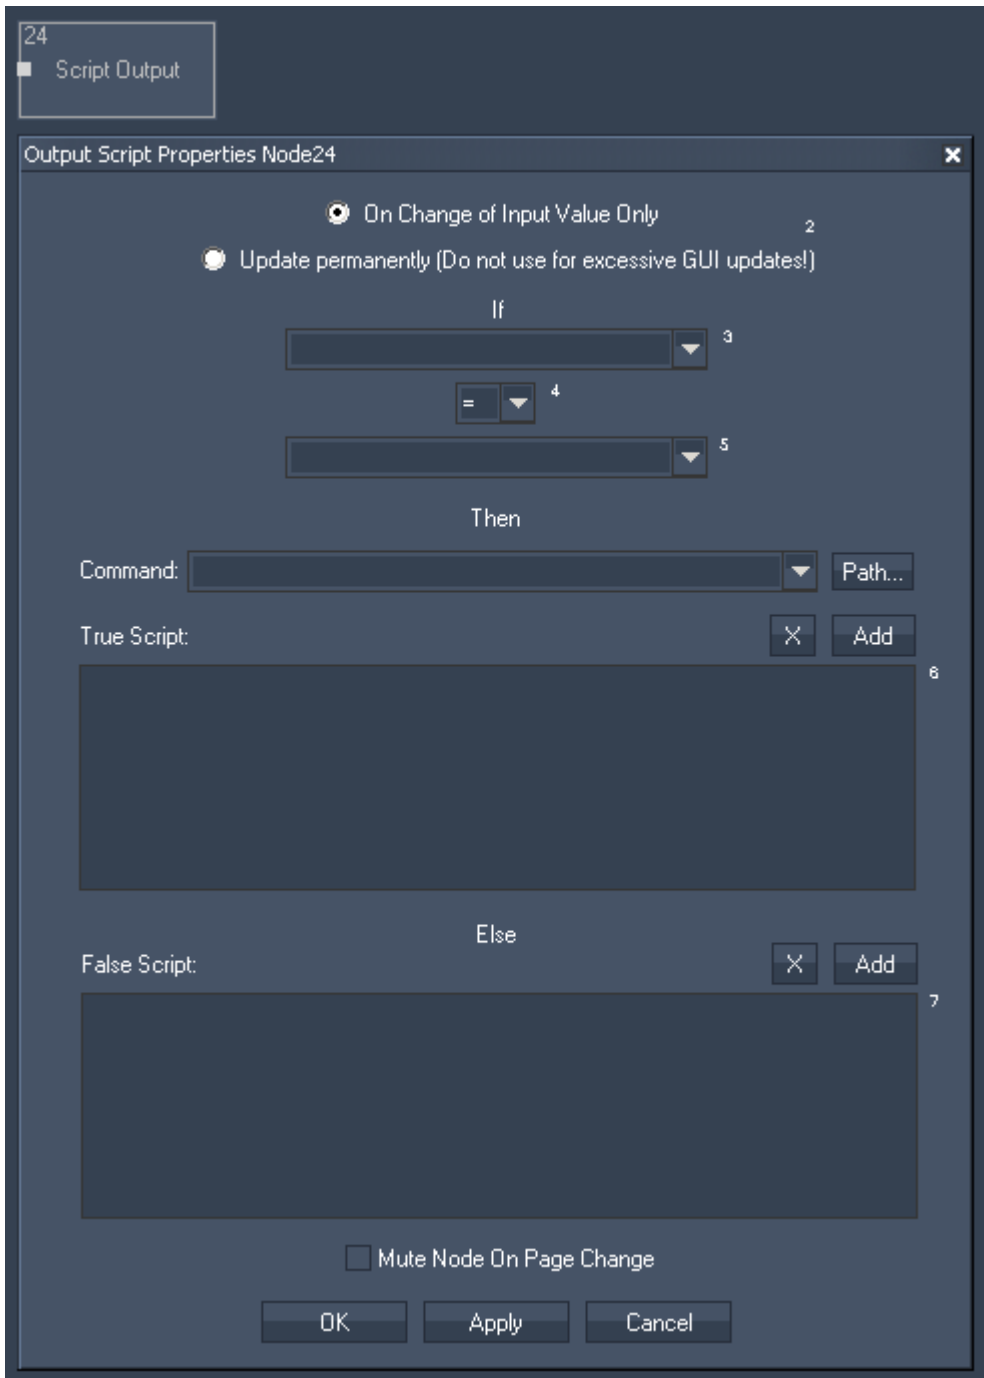 24
Script Output
Output Script Properties Node24
On Change of Input Value Only
2
Update permanently (Do not use for excessive GUI updates!)
If
3
= 4
5
Then
Command: Path...
True Script: X Add
6
Else
False Script: X Add
7
Mute Node On Page Change
OK Apply Cancel